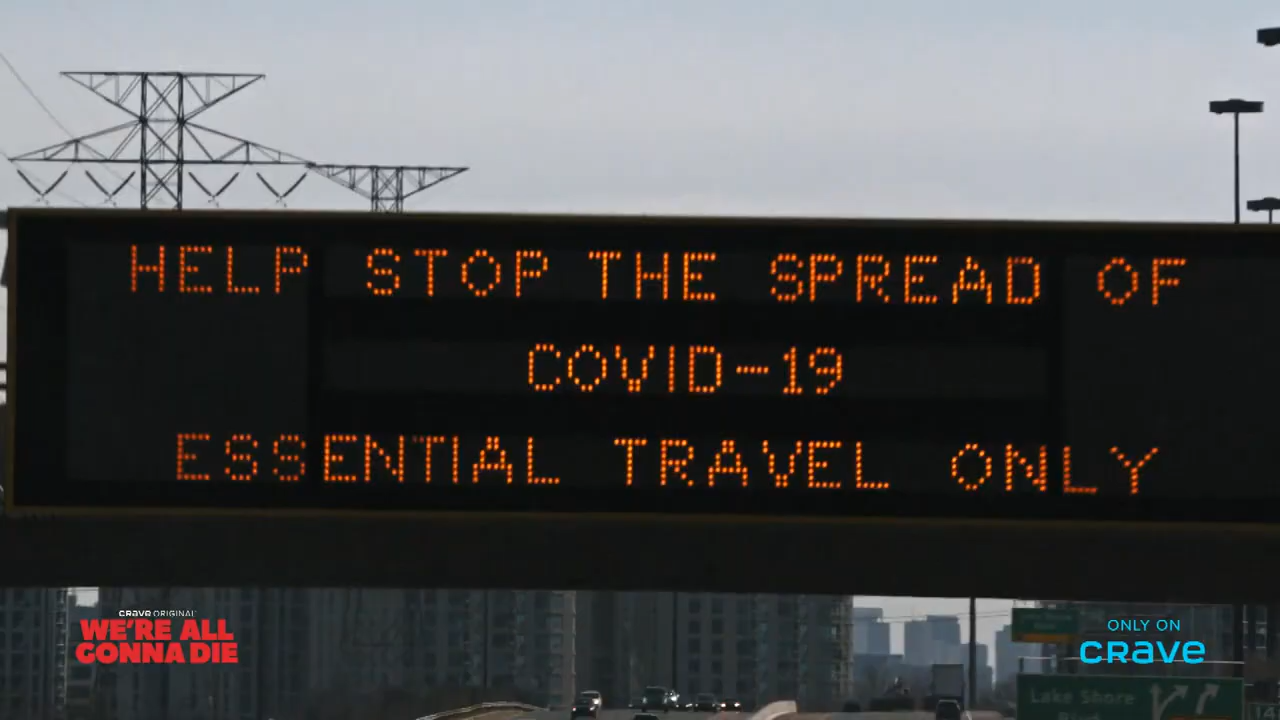 HELP STOP THE SPREAD OF
COVID-19
ESSENTIAL TRAVEL ONLY
CRAVE ORIGINAL
WE'RE ALL
GONNA DIE
ONLY ON
CRAVE
Lake Shore